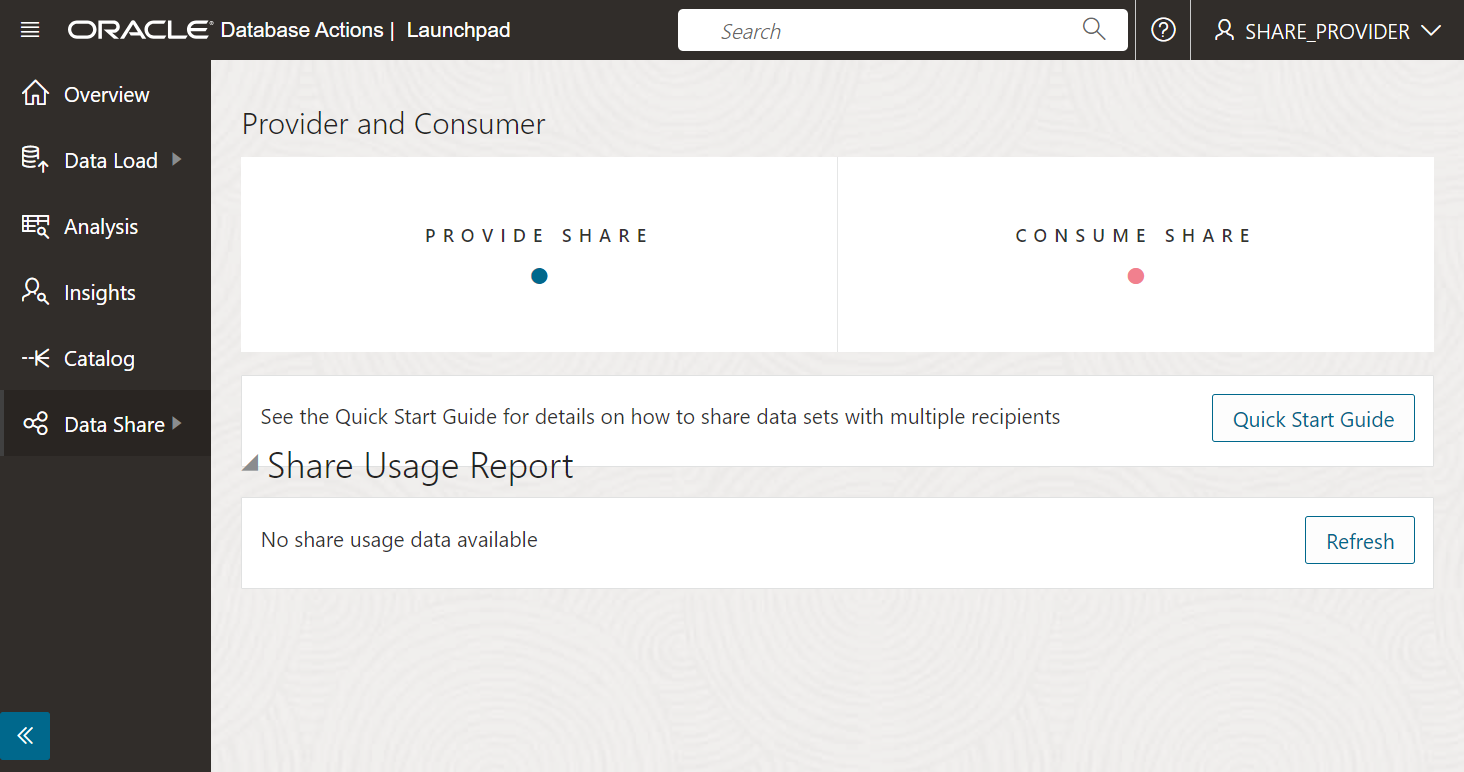 ORACLE® Database Actions | Launchpad
Search
SHARE_PROVIDER
Overview
Data Load
Analysis
Insights
Catalog
Data Share
Provider and Consumer
PROVIDE SHARE
CONSUME SHARE
See the Quick Start Guide for details on how to share data sets with multiple recipients
Quick Start Guide
Share Usage Report
No share usage data available
Refresh